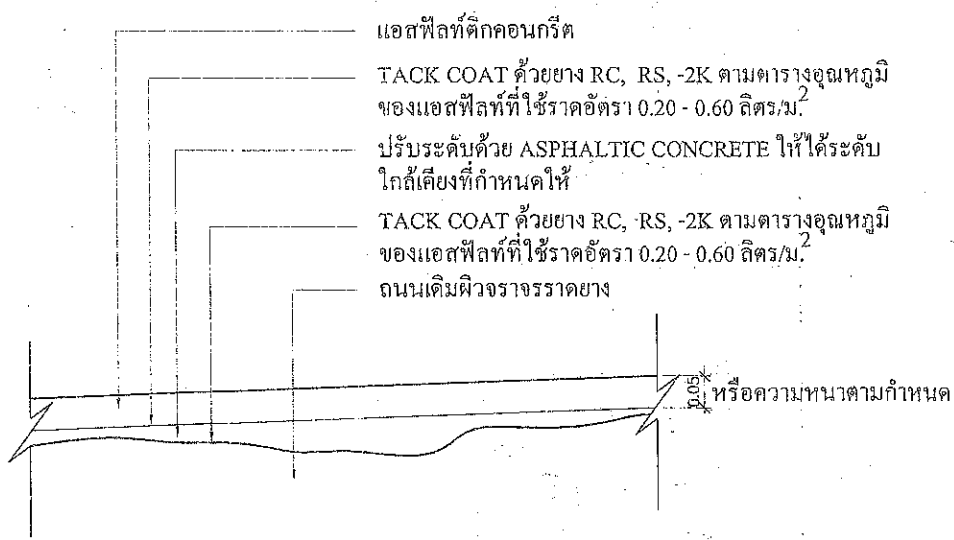 แอสฟัลท์ติกคอนกรีต
TACK COAT ด้วยยาง RC, RS, -2K ตามตารางอุณหภูมิ
ของแอสฟัลท์ที่ใช้ราดอัตรา 0.20 - 0.60 ลิตร/ม.2
ปรับระดับด้วย ASPHALTIC CONCRETE ให้ได้ระดับ
ใกล้เคียงที่กำหนดให้
TACK COAT ด้วยยาง RC, RS, -2K ตามตารางอุณหภูมิ
ของแอสฟัลท์ที่ใช้ราดอัตรา 0.20 - 0.60 ลิตร/ม.2
ถนนเดิมผิวจราจรราดยาง
0.05 หรือความหนาตามกำหนด